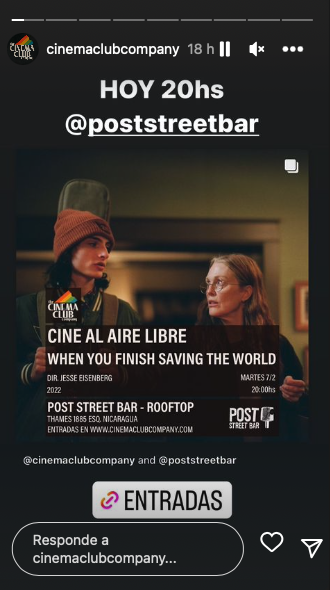 cinemaclubcompany 18 h
HOY 20hs
@poststreetbar
CINEMA
CLUB
CINE AL AIRE LIBRE
WHEN YOU FINISH SAVING THE WORLD
DIR. JESSE EISENBERG
MARTES 7/2
2022
20:00hs
POST STREET BAR - ROOFTOP
THAMES 1885 ESQ. NICARAGUA
ENTRADAS EN WWW.CINEMACLUBCOMPANY.COM
POST
STREET BAR
@cinemaclubcompany and @poststreetbar
ENTRADAS
Responde a
cinemaclubcompany...